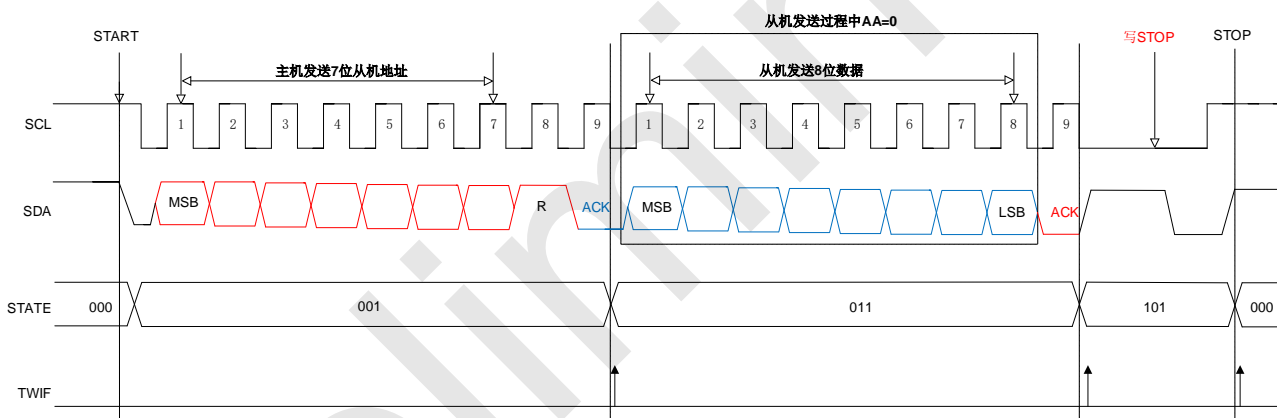 从机发送过程中AA=0
START
写STOP
STOP
主机发送7位从机地址
从机发送8位数据
SCL
1 2 3 4 5 6 7 8 9 1 2 3 4 5 6 7 8 9
SDA
MSB R ACK MSB LSB ACK
STATE 000 001 011 101 000
TWIF